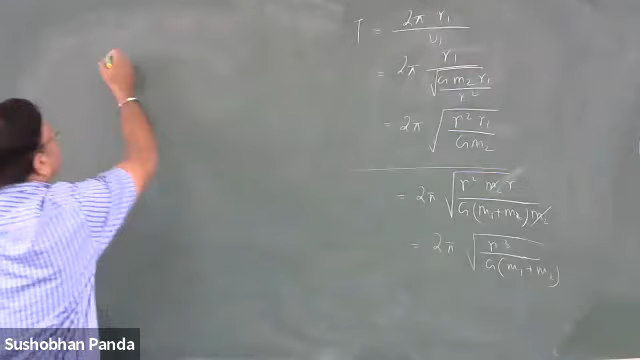 T = 2π r₁ / v₁
= 2π r₁ / √(G m₂ r₁ / r²)
= 2π √(r² r₁ / G m₂)
= 2π √(r² m₂ r / G(m₁+m₂) m₂)
= 2π √(r³ / G(m₁+m₂))
Sushobhan Panda